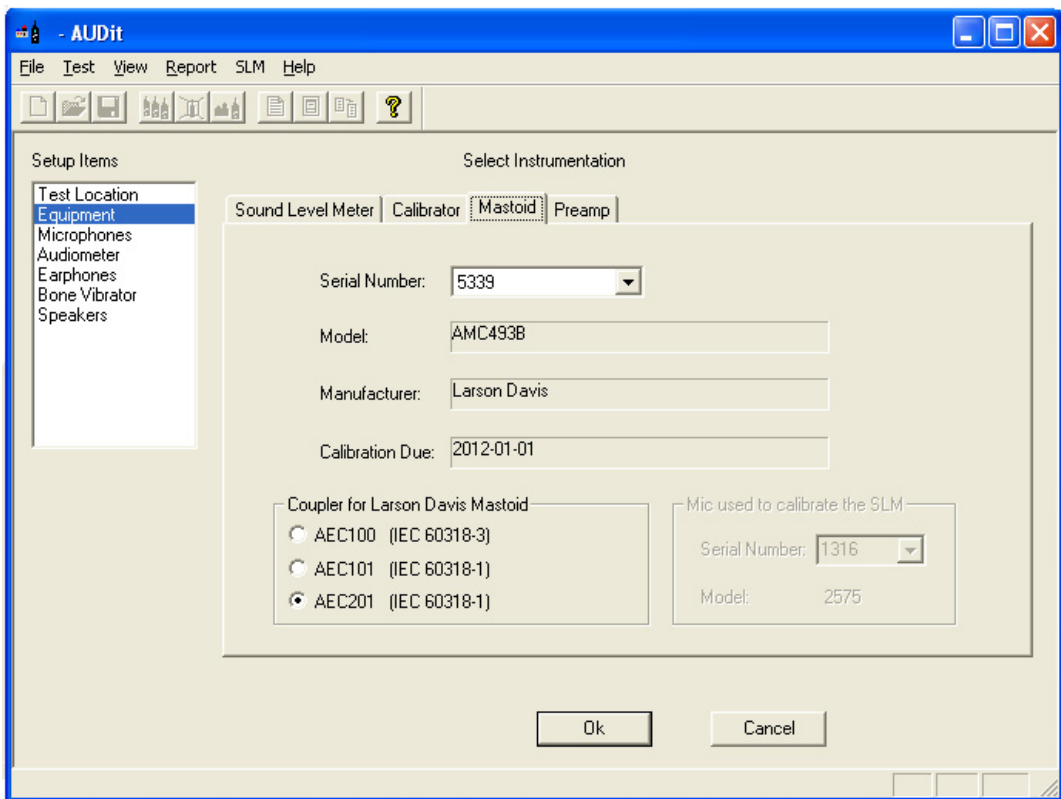 - AUDit
File Test View Report SLM Help
Setup Items
Select Instrumentation
Test Location
Equipment
Microphones
Audiometer
Earphones
Bone Vibrator
Speakers
Sound Level Meter Calibrator Mastoid Preamp
Serial Number: 5339
Model: AMC493B
Manufacturer: Larson Davis
Calibration Due: 2012-01-01
Coupler for Larson Davis Mastoid
AEC100 (IEC 60318-3)
AEC101 (IEC 60318-1)
AEC201 (IEC 60318-1)
Mic used to calibrate the SLM
Serial Number: 1316
Model: 2575
Ok Cancel